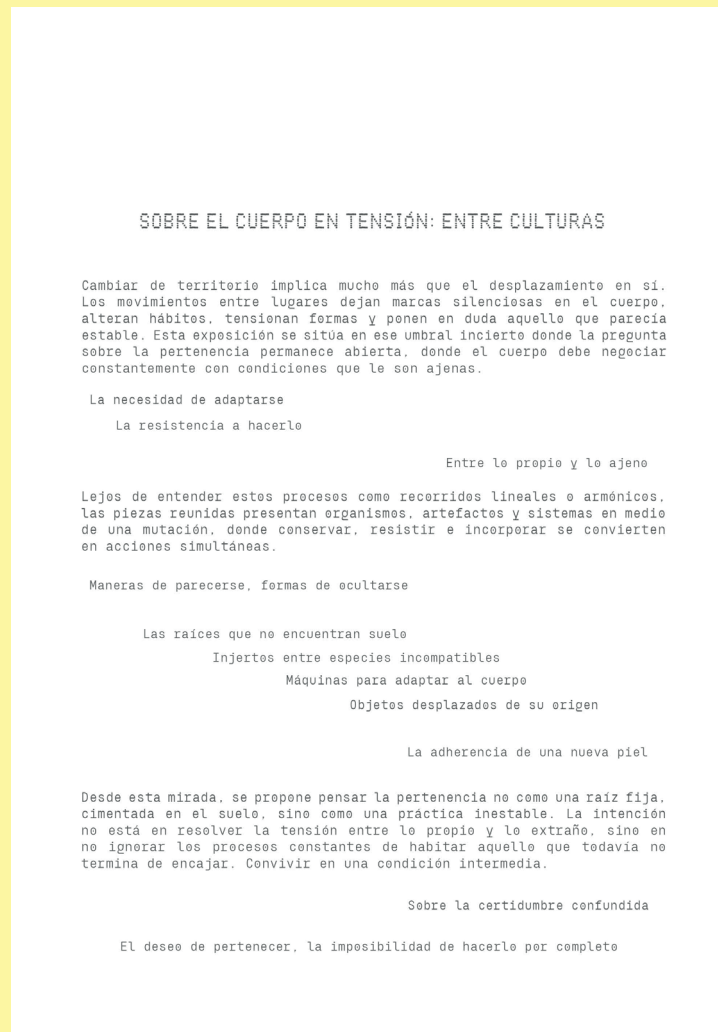 SOBRE EL CUERPO EN TENSIÓN: ENTRE CULTURAS
Cambiar de territorio implica mucho más que el desplazamiento en sí.
Los movimientos entre lugares dejan marcas silenciosas en el cuerpo,
alteran hábitos, tensionan formas y ponen en duda aquello que parecía
estable. Esta exposición se sitúa en ese umbral incierto donde la pregunta
sobre la pertenencia permanece abierta, donde el cuerpo debe negociar
constantemente con condiciones que le son ajenas.
La necesidad de adaptarse
La resistencia a hacerlo
Entre lo propio y lo ajeno
Lejos de entender estos procesos como recorridos lineales o armónicos,
las piezas reunidas presentan organismos, artefactos y sistemas en medio
de una mutación, donde conservar, resistir e incorporar se convierten
en acciones simultáneas.
Maneras de parecerse, formas de ocultarse
Las raíces que no encuentran suelo
Injertos entre especies incompatibles
Máquinas para adaptar al cuerpo
Objetos desplazados de su origen
La adherencia de una nueva piel
Desde esta mirada, se propone pensar la pertenencia no como una raíz fija,
cimentada en el suelo, sino como una práctica inestable. La intención
no está en resolver la tensión entre lo propio y lo extraño, sino en
no ignorar los procesos constantes de habitar aquello que todavía no
termina de encajar. Convivir en una condición intermedia.
Sobre la certidumbre confundida
El deseo de pertenecer, la imposibilidad de hacerlo por completo